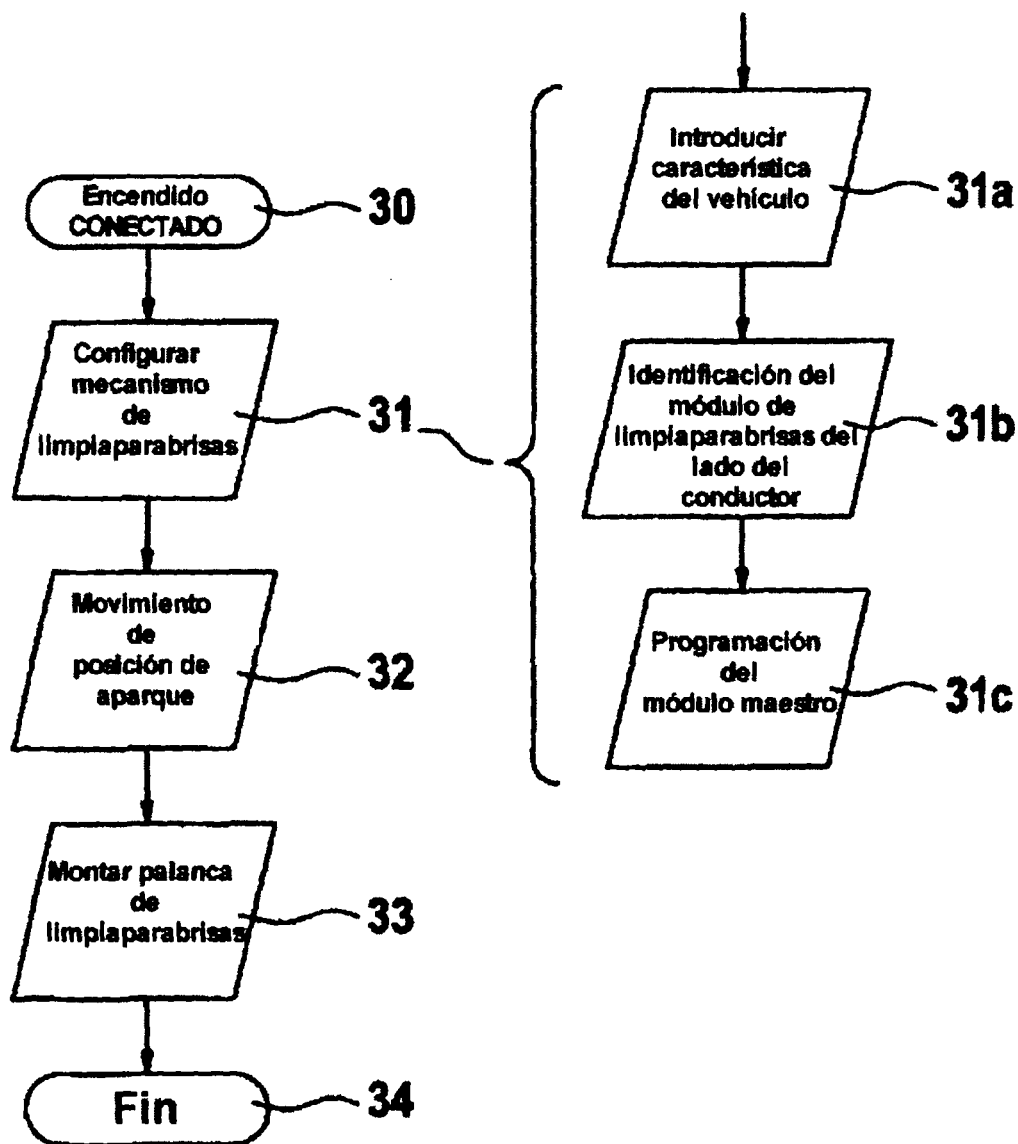 Encendido
CONECTADO
30
Configurar
mecanismo
de
limpiaparabrisas
31
Movimiento
de
posición de
aparque
32
Montar palanca
de
limpiaparabrisas
33
Fin
34
Introducir
característica
del vehículo
31a
Identificación del
módulo de
limpiaparabrisas del
lado del
conductor
31b
Programación
del
módulo maestro
31c